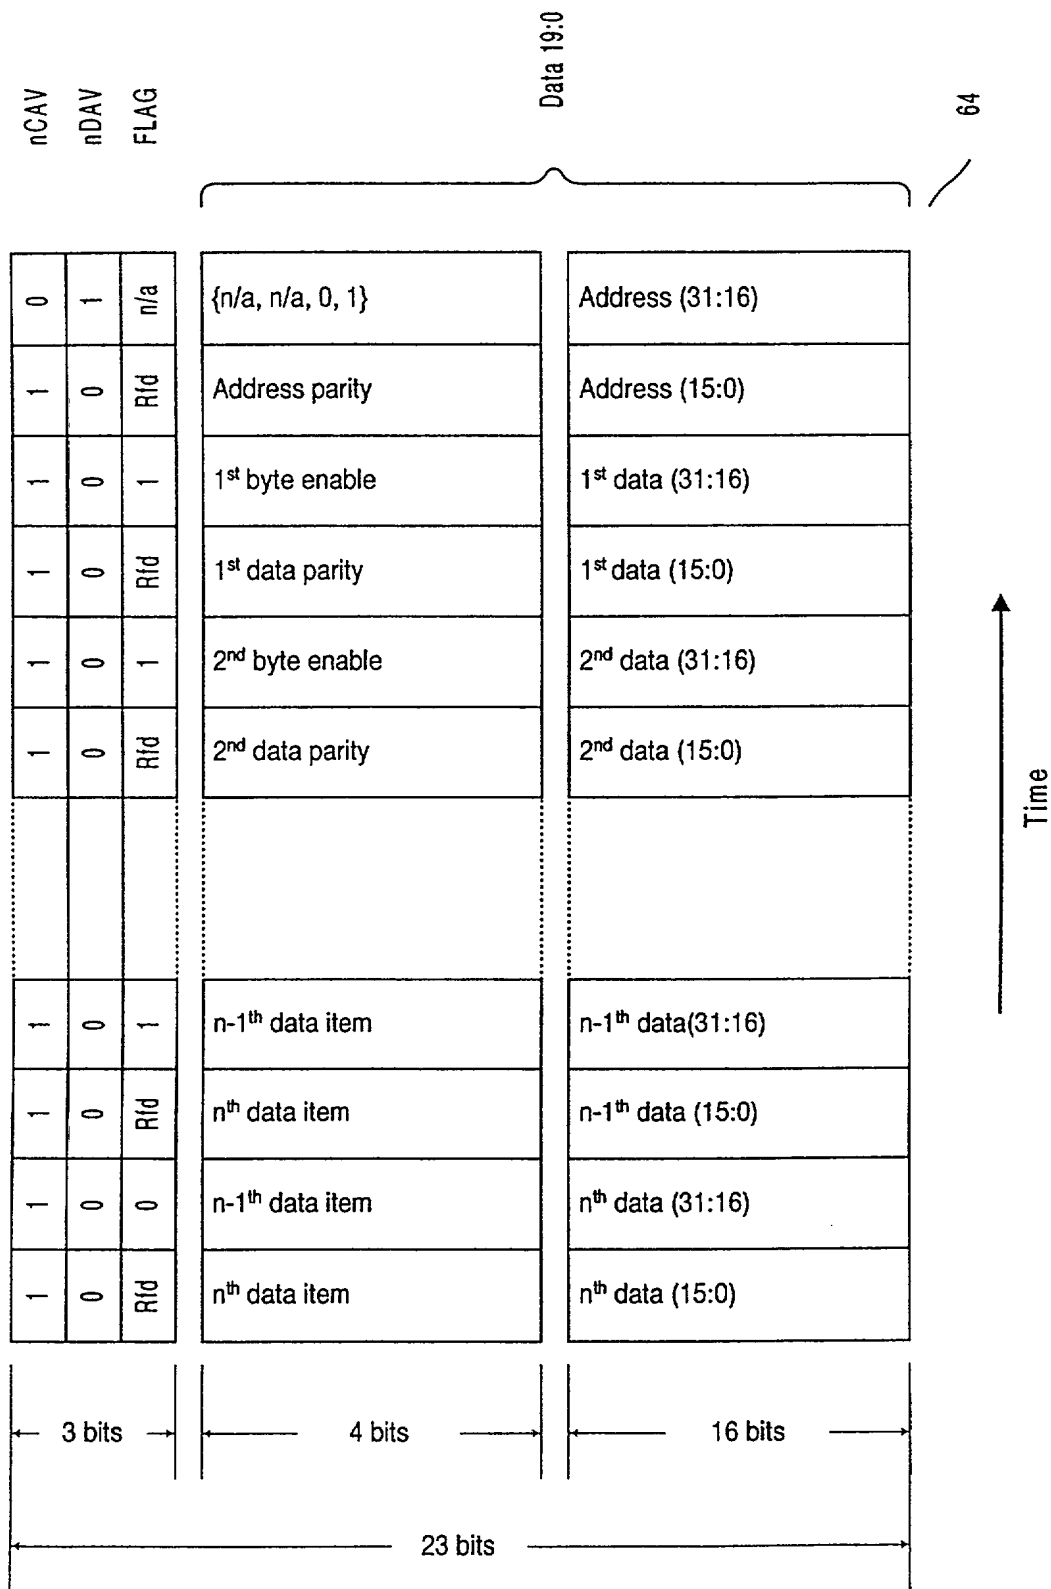 nCAV nDAV FLAG Data 19:0
64
0 1 n/a {n/a, n/a, 0, 1} Address (31:16)
1 0 Rfd Address parity Address (15:0)
1 0 1 1st byte enable 1st data (31:16)
1 0 Rfd 1st data parity 1st data (15:0)
1 0 1 2nd byte enable 2nd data (31:16)
1 0 Rfd 2nd data parity 2nd data (15:0)
1 0 1 n-1th data item n-1th data(31:16)
1 0 Rfd nth data item n-1th data (15:0)
1 0 0 n-1th data item nth data (31:16)
1 0 Rfd nth data item nth data (15:0)
Time
3 bits 4 bits 16 bits
23 bits